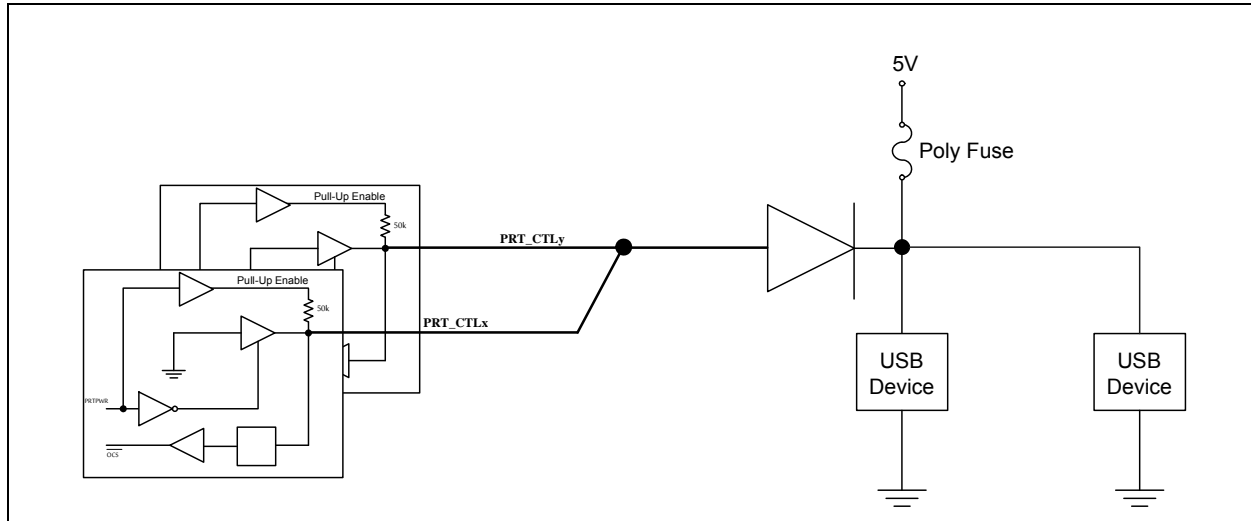 5V
Poly Fuse
Pull-Up Enable
50k
PRT_CTLy
Pull-Up Enable
50k
PRT_CTLx
PRTPWR
OCS
USB
Device
USB
Device